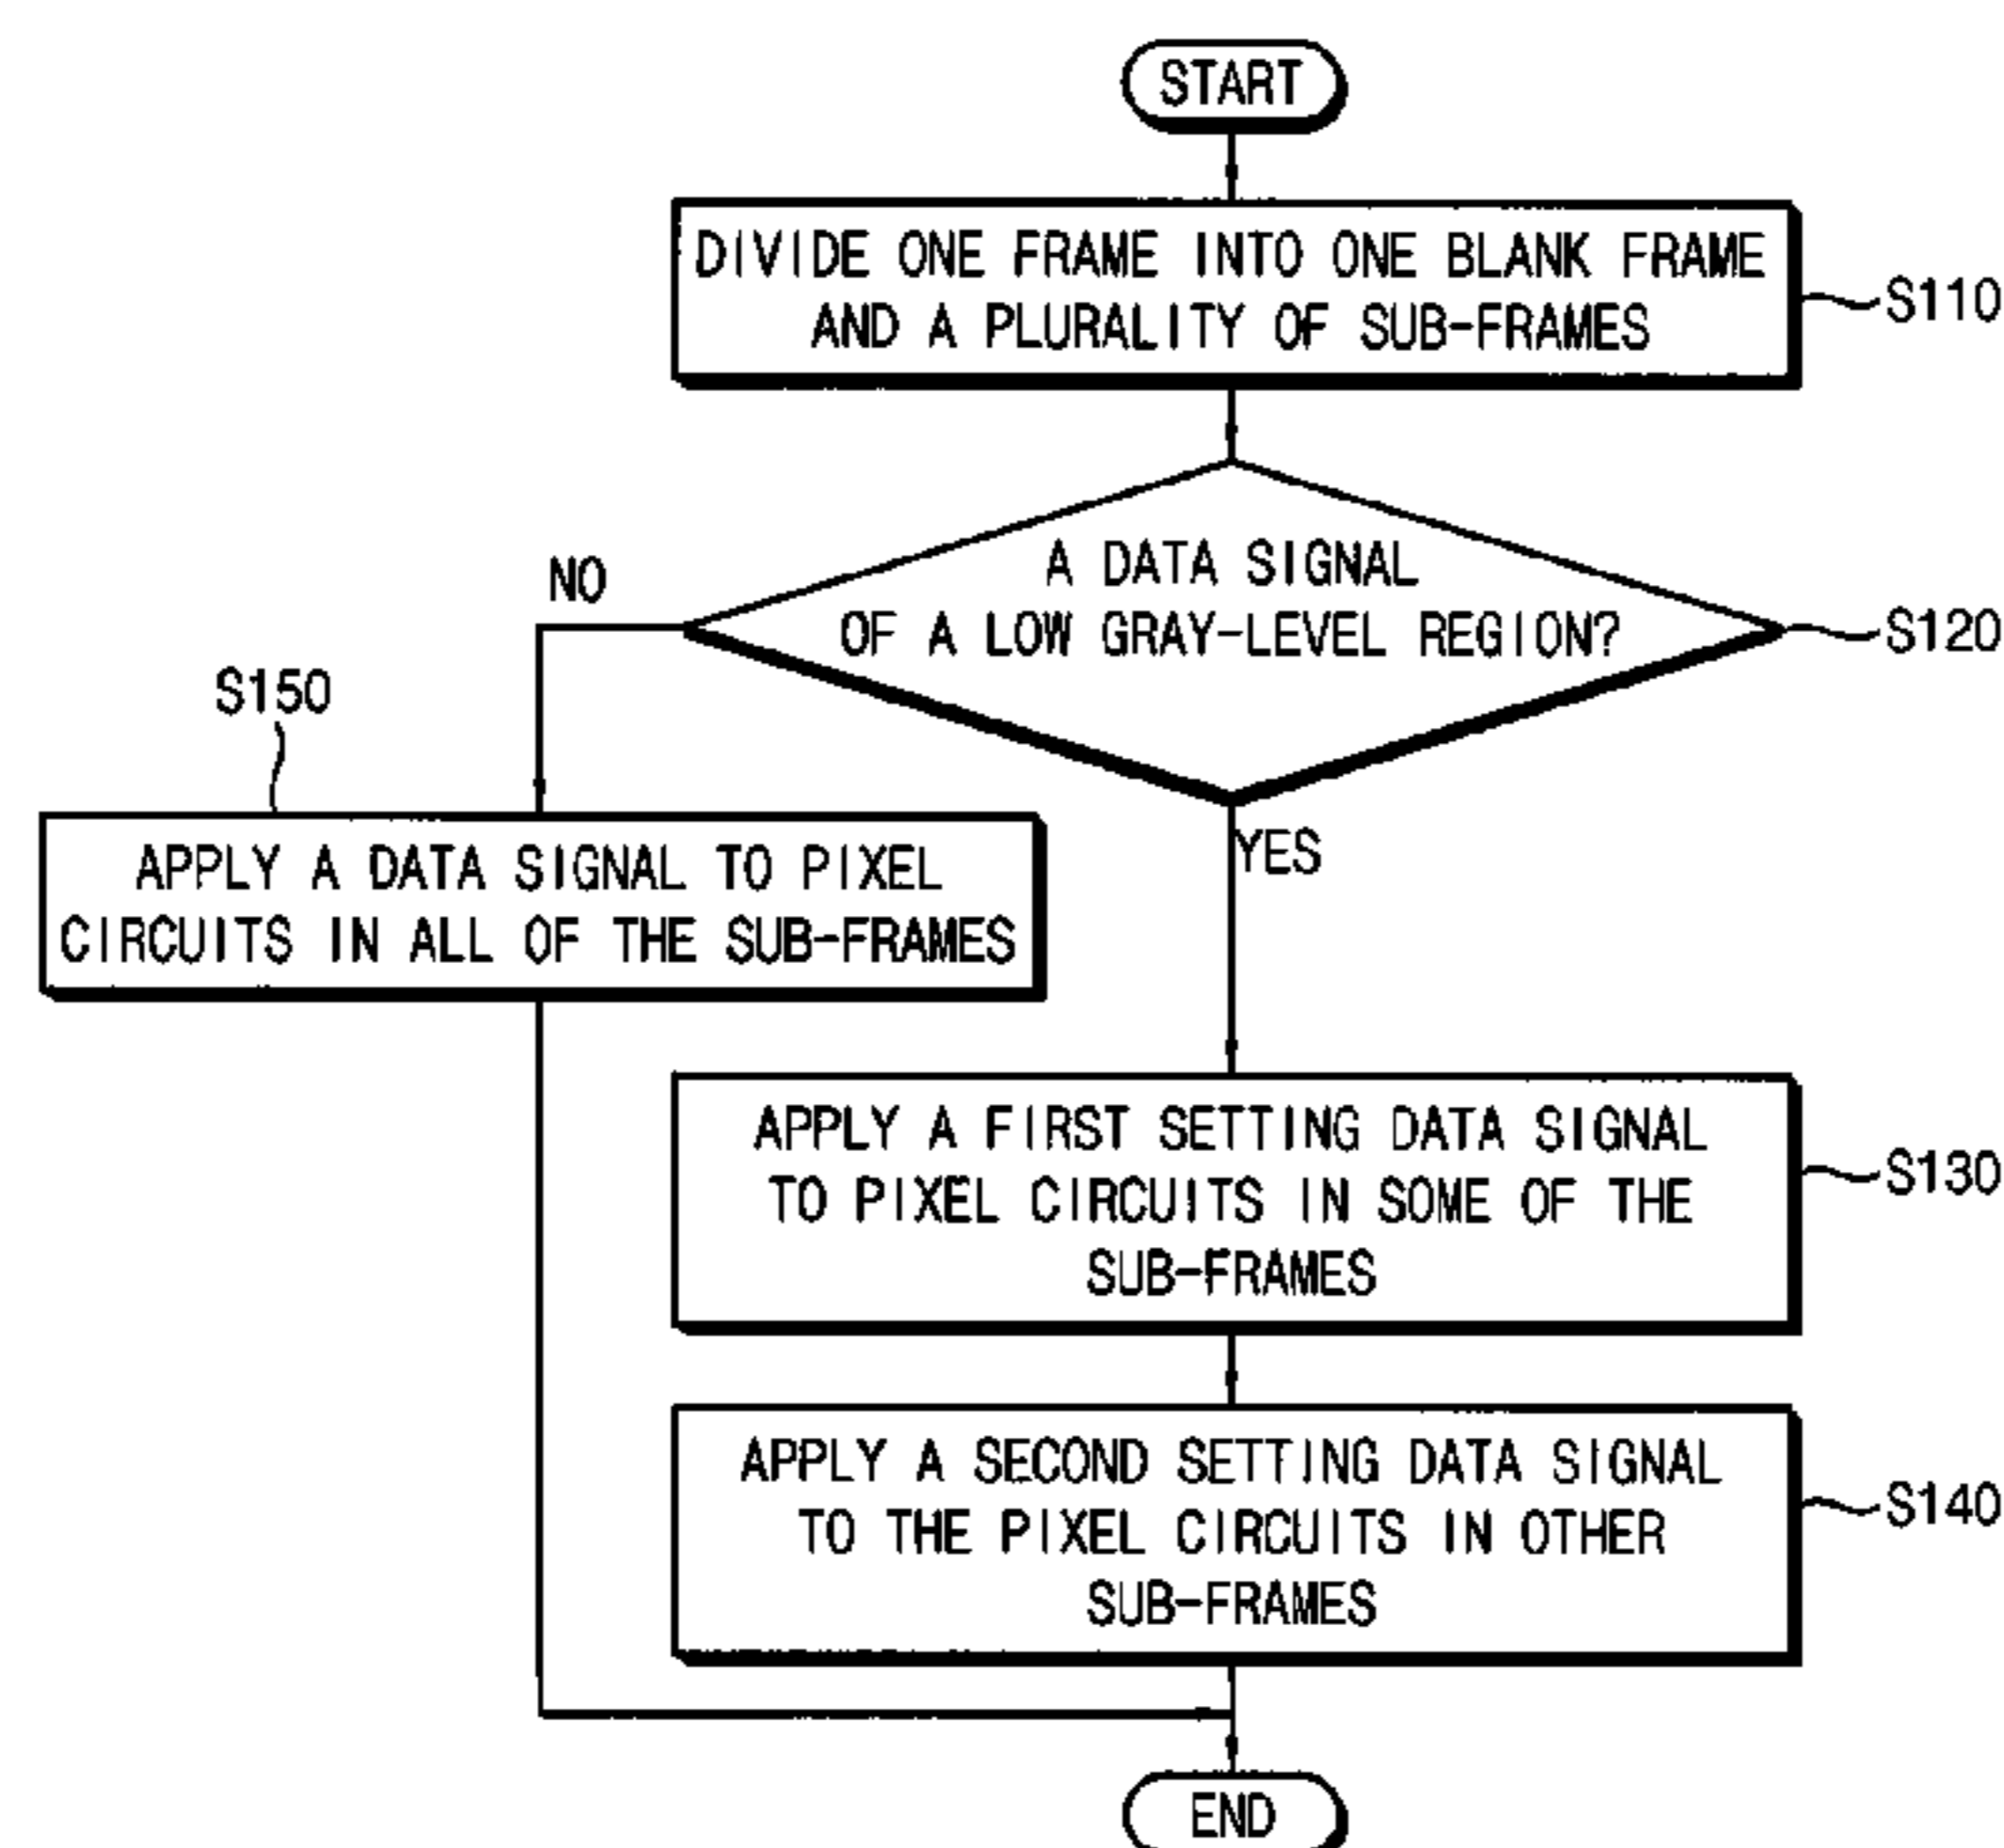 START
DIVIDE ONE FRAME INTO ONE BLANK FRAME
AND A PLURALITY OF SUB-FRAMES
S110
A DATA SIGNAL
OF A LOW GRAY-LEVEL REGION?
S120
NO
S150
APPLY A DATA SIGNAL TO PIXEL
CIRCUITS IN ALL OF THE SUB-FRAMES
YES
APPLY A FIRST SETTING DATA SIGNAL
TO PIXEL CIRCUITS IN SOME OF THE
SUB-FRAMES
S130
APPLY A SECOND SETTING DATA SIGNAL
TO THE PIXEL CIRCUITS IN OTHER
SUB-FRAMES
S140
END